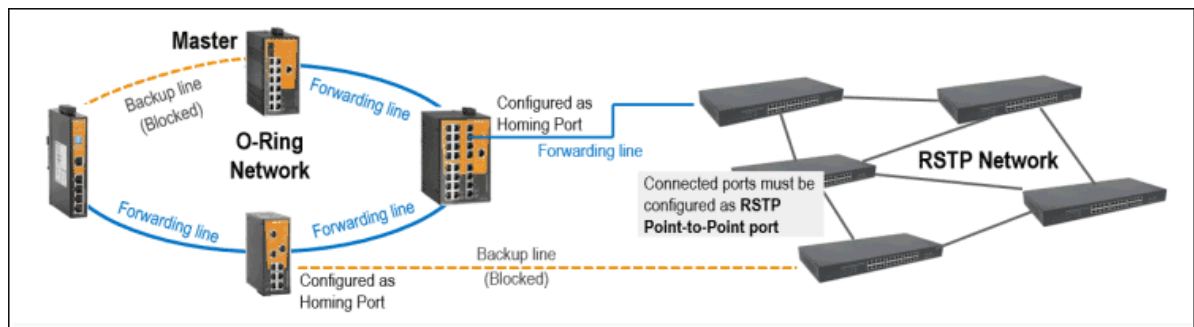 Master
Backup line
(Blocked)
Forwarding line
O-Ring
Network
Forwarding line
Forwarding line
Configured as
Homing Port
Forwarding line
Configured as
Homing Port
Backup line
(Blocked)
RSTP Network
Connected ports must be
configured as RSTP
Point-to-Point port